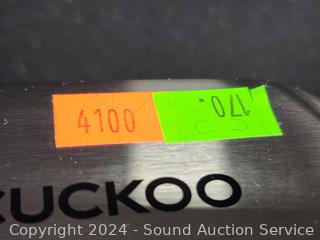 4100 170.
CUCKOO
Copyright 2024 - Sound Auction Service